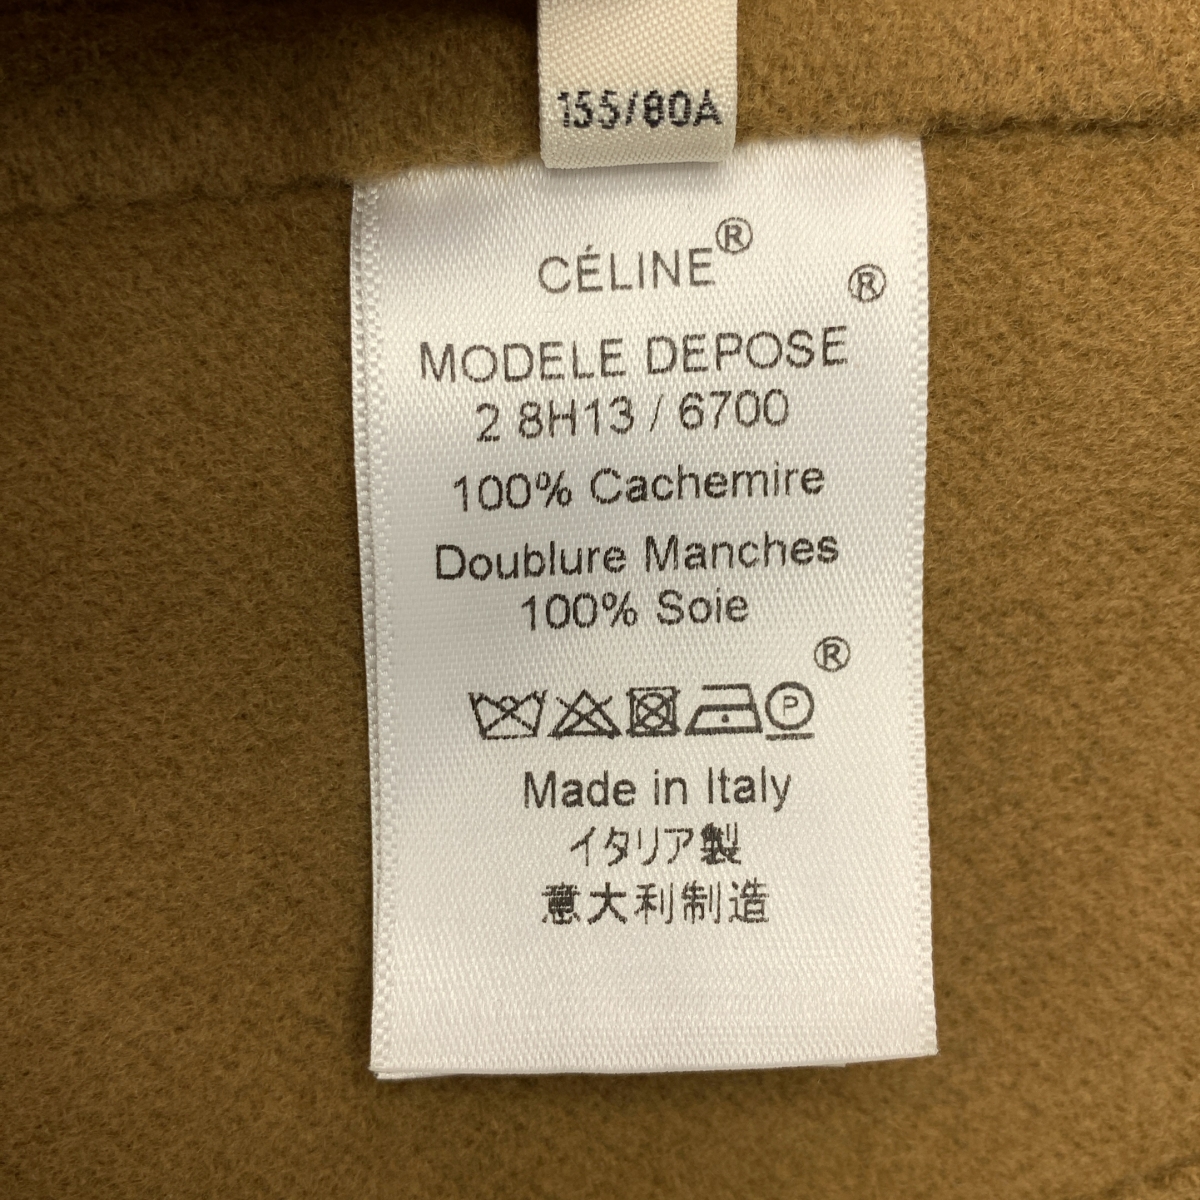 155/80A
CÉLINE®
®
MODELE DEPOSE
2 8H13 / 6700
100% Cachemire
Doublure Manches
100% Soie
®
P
Made in Italy
イタリア製
意大利制造